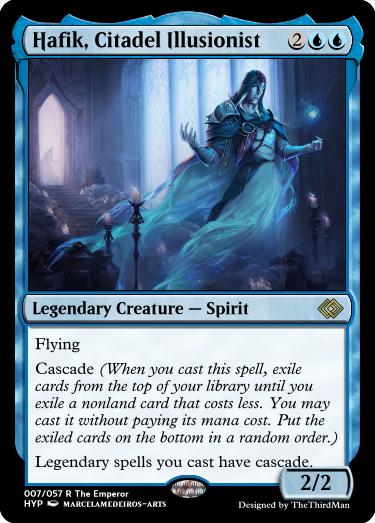 Hafik, Citadel Illusionist 2
Legendary Creature — Spirit
Flying
Cascade (When you cast this spell, exile
cards from the top of your library until you
exile a nonland card that costs less. You may
cast it without paying its mana cost. Put the
exiled cards on the bottom in a random order.)
Legendary spells you cast have cascade.
2/2
007/057 R The Emperor
HYP MARCELAMEDEIROS-ARTS
Designed by TheThirdMan